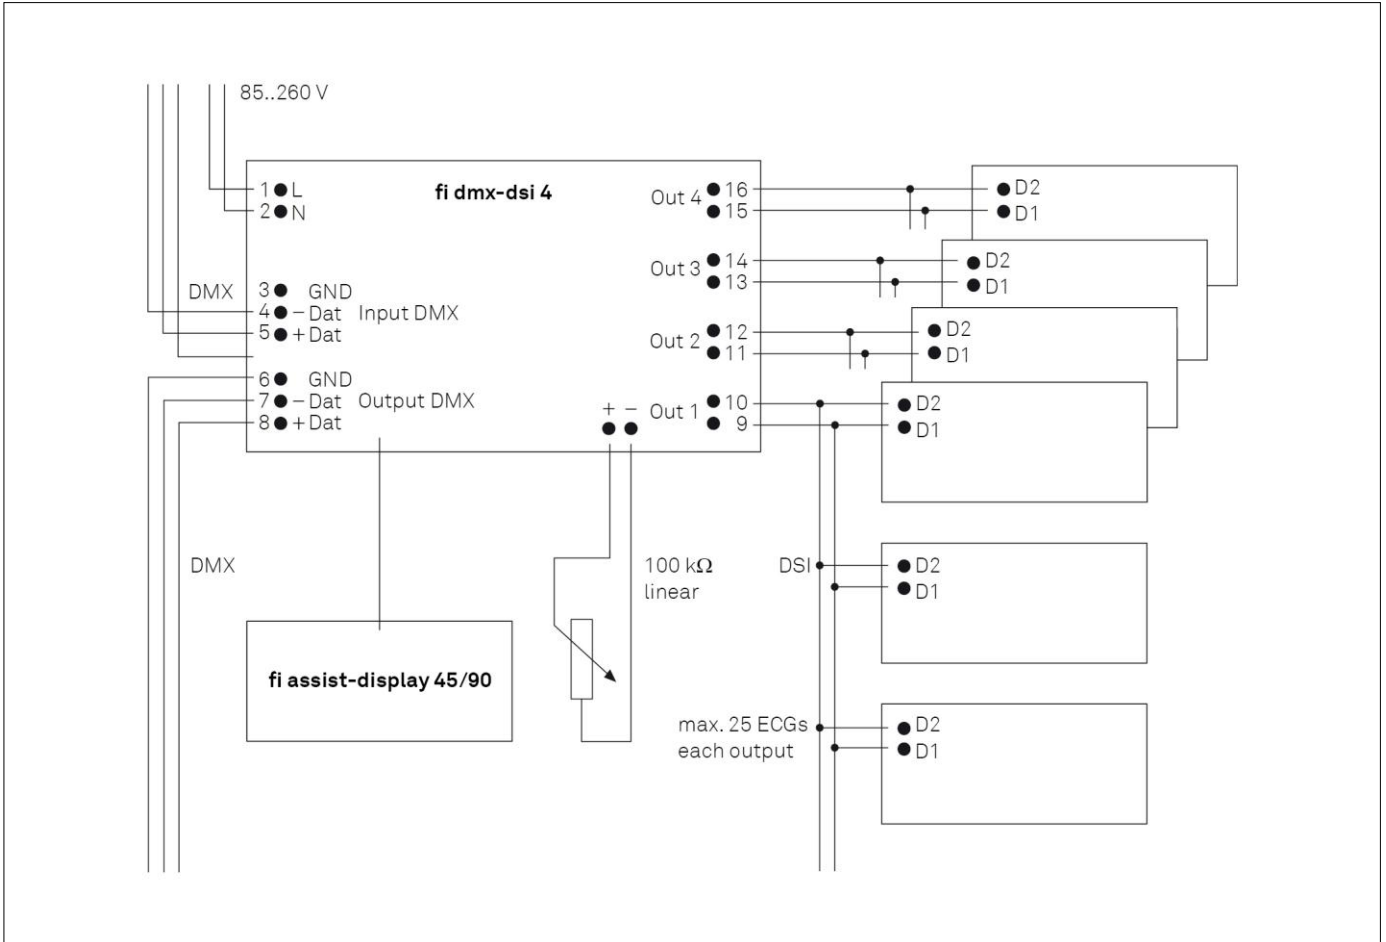 85..260 V
fi dmx-dsi 4
1 L
2 N
DMX
3 GND
4 – Dat Input DMX
5 + Dat
6 GND
7 – Dat Output DMX
8 + Dat
+ –
Out 4 16
15
Out 3 14
13
Out 2 12
11
Out 1 10
9
D2
D1
D2
D1
D2
D1
D2
D1
DMX
100 kΩ
linear
DSI
D2
D1
fi assist-display 45/90
max. 25 ECGs
each output
D2
D1